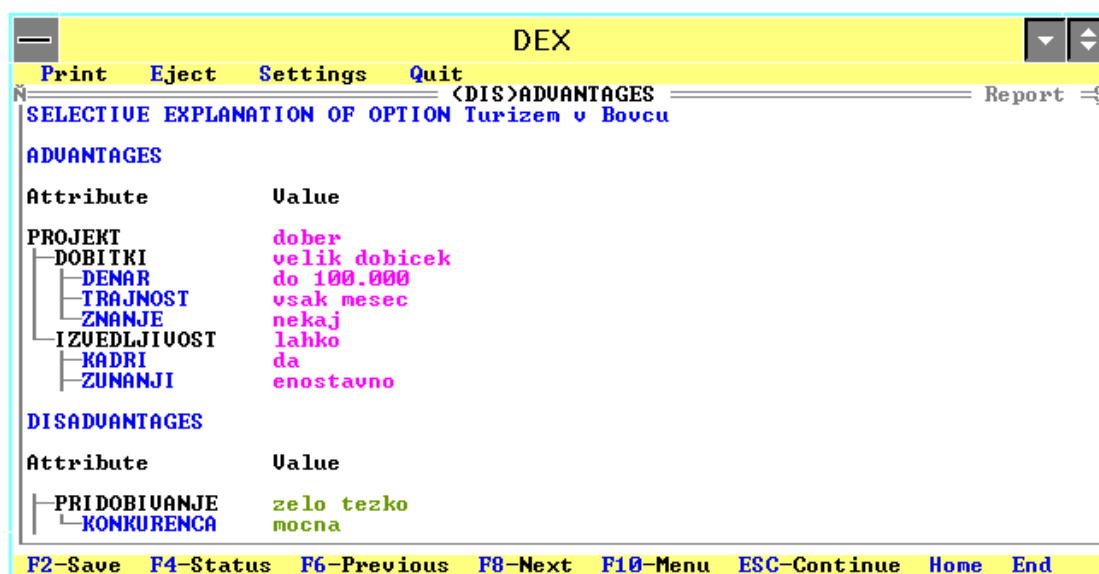 DEX
Print Eject Settings Quit
(DIS)ADVANTAGES Report
SELECTIVE EXPLANATION OF OPTION Turizem v Bovcu
ADVANTAGES
Attribute Value
PROJEKT dober
DOBITKI velik dobicek
DENAR do 100.000
TRAJNOST vsak mesec
ZNANJE nekaj
IZVEDLJIVOST lahko
KADRI da
ZUNANJI enostavno
DISADVANTAGES
Attribute Value
PRIDOBIVANJE zelo tezko
KONKURENCA mocna
F2-Save F4-Status F6-Previous F8-Next F10-Menu ESC-Continue Home End